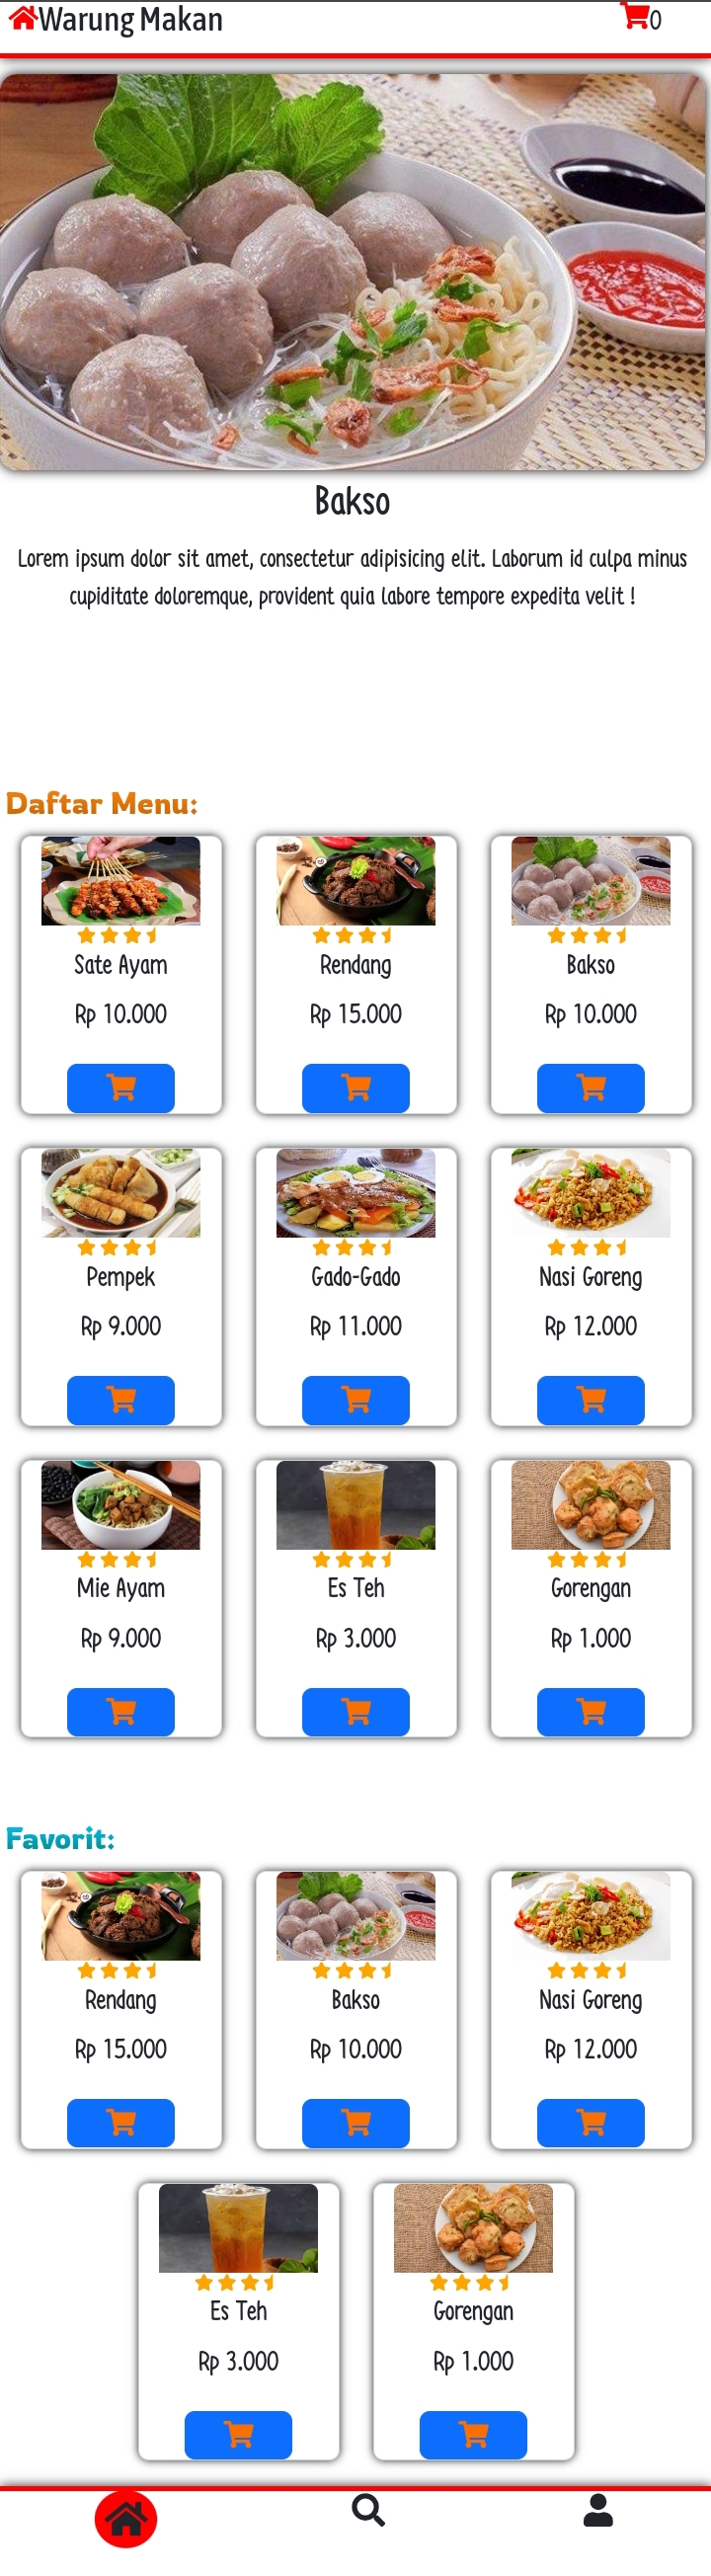 Warung Makan
0
Bakso
Lorem ipsum dolor sit amet, consectetur adipisicing elit. Laborum id culpa minus
cupiditate doloremque, provident quia labore tempore expedita velit !
Daftar Menu:
Sate Ayam
Rp 10.000
Rendang
Rp 15.000
Bakso
Rp 10.000
Pempek
Rp 9.000
Gado-Gado
Rp 11.000
Nasi Goreng
Rp 12.000
Mie Ayam
Rp 9.000
Es Teh
Rp 3.000
Gorengan
Rp 1.000
Favorit:
Rendang
Rp 15.000
Bakso
Rp 10.000
Nasi Goreng
Rp 12.000
Es Teh
Rp 3.000
Gorengan
Rp 1.000